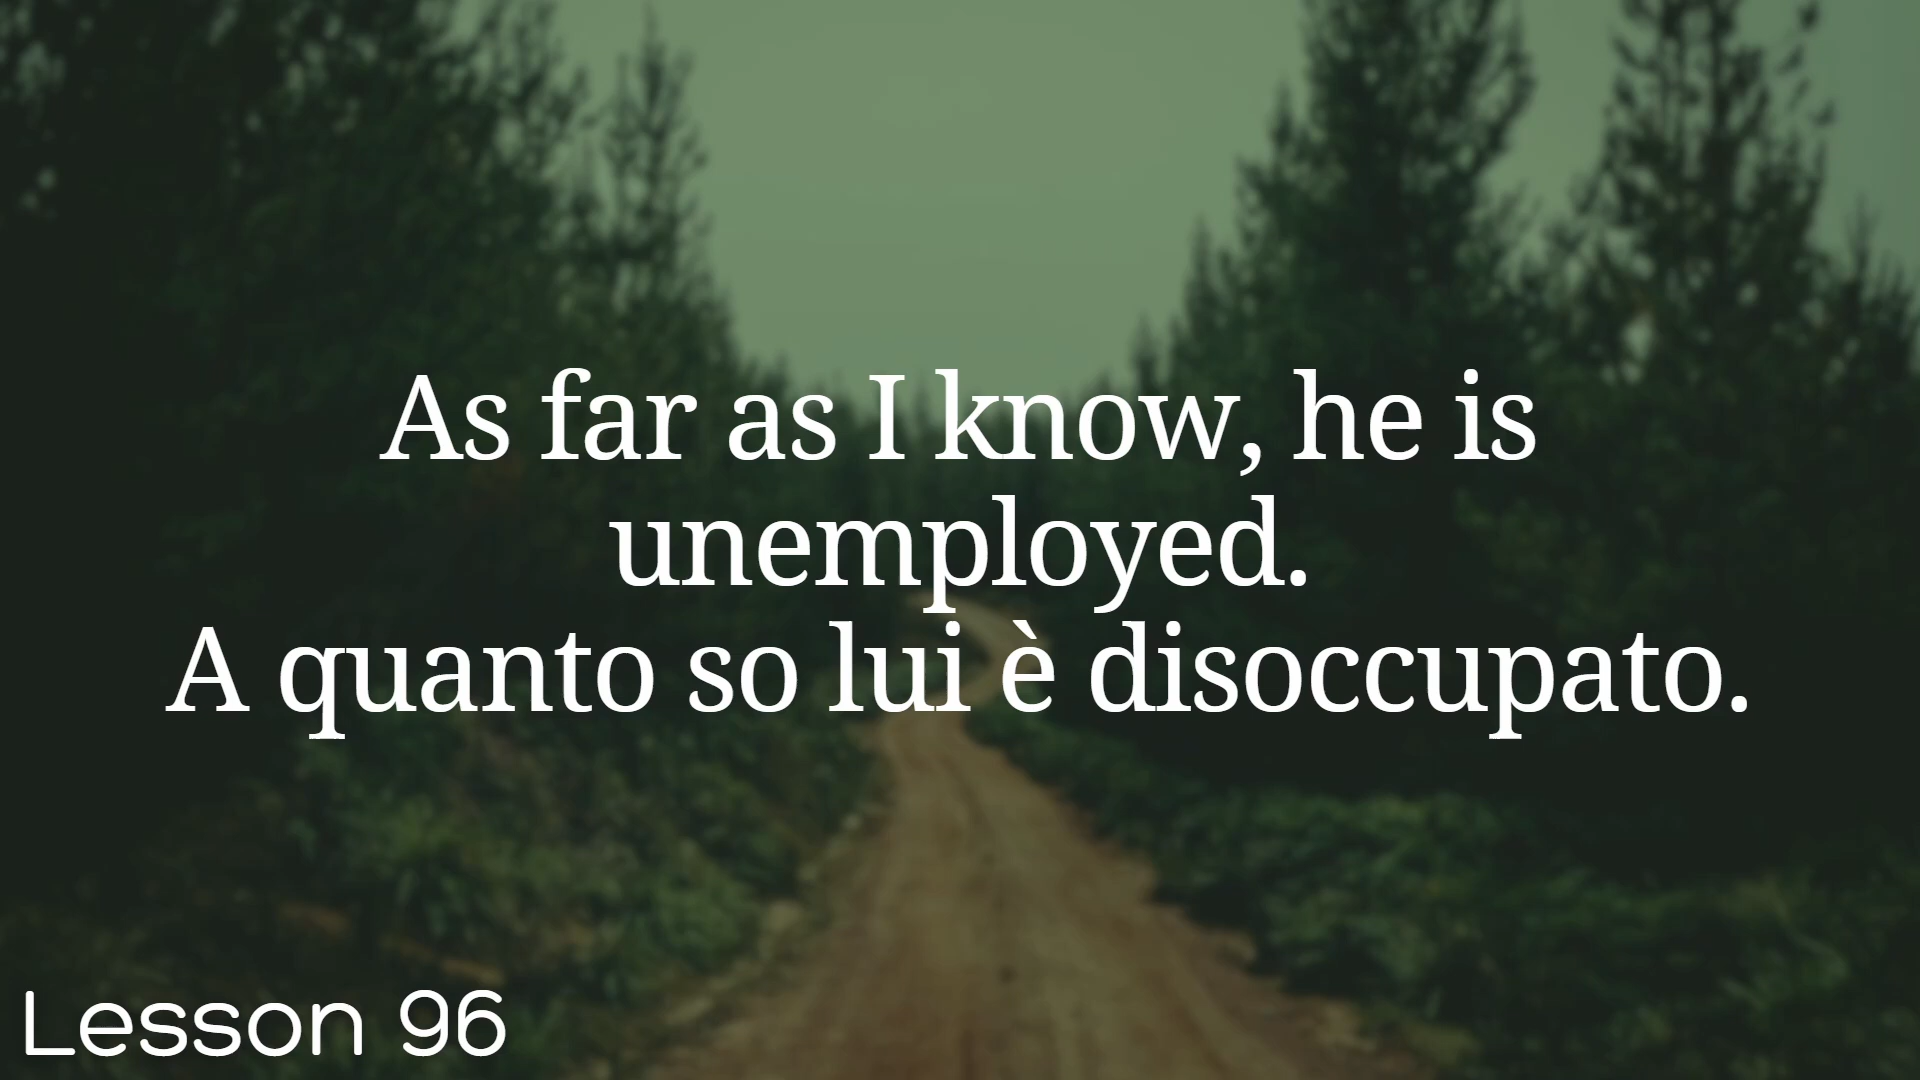 As far as I know, he is
unemployed.
A quanto so lui è disoccupato.
Lesson 96